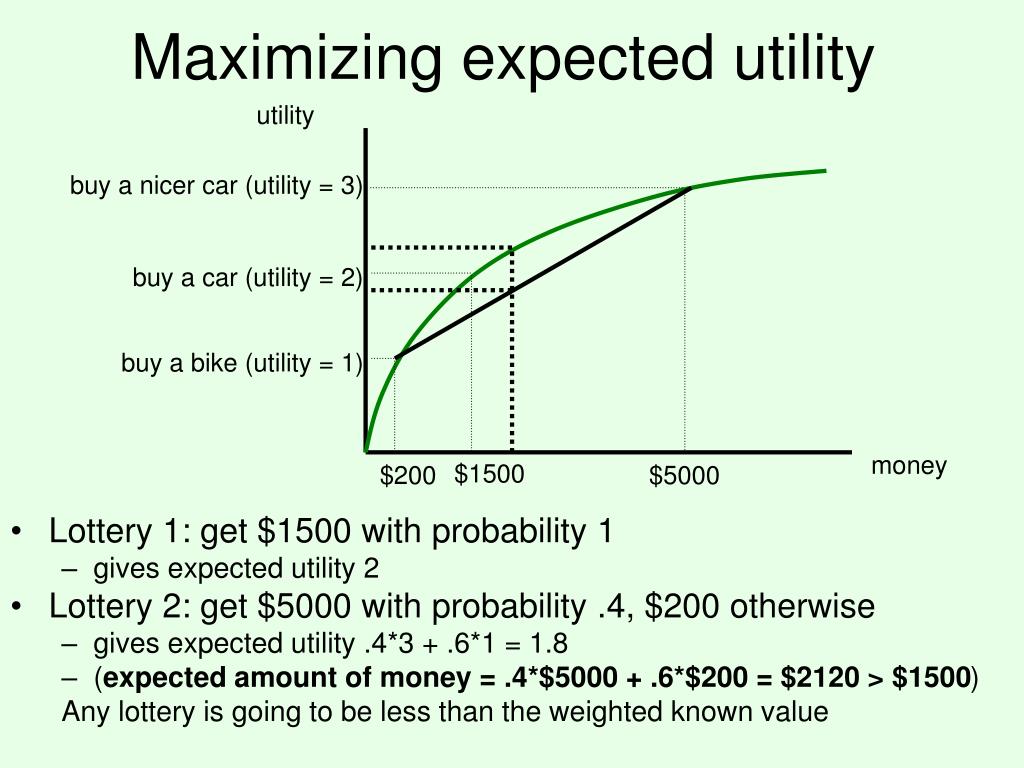 Maximizing expected utility
utility
buy a nicer car (utility = 3)
buy a car (utility = 2)
buy a bike (utility = 1)
$200 $1500 $5000 money
• Lottery 1: get $1500 with probability 1
– gives expected utility 2
• Lottery 2: get $5000 with probability .4, $200 otherwise
– gives expected utility .4*3 + .6*1 = 1.8
– (expected amount of money = .4*$5000 + .6*$200 = $2120 > $1500)
Any lottery is going to be less than the weighted known value